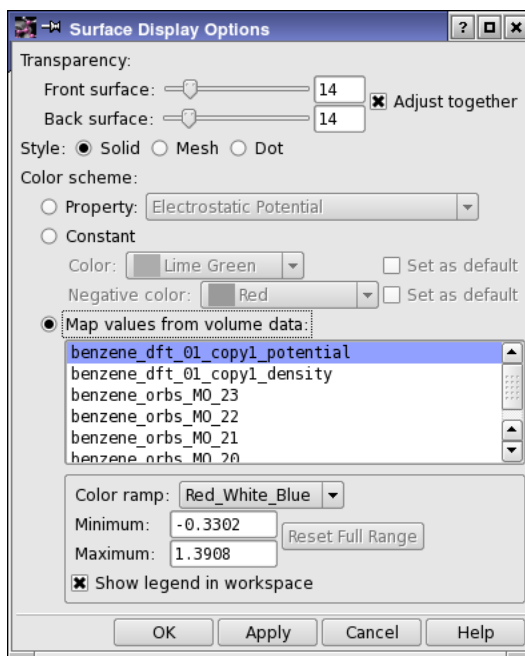 Surface Display Options
Transparency:
Front surface: 14
Adjust together
Back surface: 14
Style: Solid Mesh Dot
Color scheme:
Property: Electrostatic Potential
Constant
Color: Lime Green Set as default
Negative color: Red Set as default
Map values from volume data:
benzene_dft_01_copy1_potential
benzene_dft_01_copy1_density
benzene_orbs_MO_23
benzene_orbs_MO_22
benzene_orbs_MO_21
benzene_orbs_MO_20
Color ramp: Red_White_Blue
Minimum: -0.3302
Reset Full Range
Maximum: 1.3908
Show legend in workspace
OK Apply Cancel Help